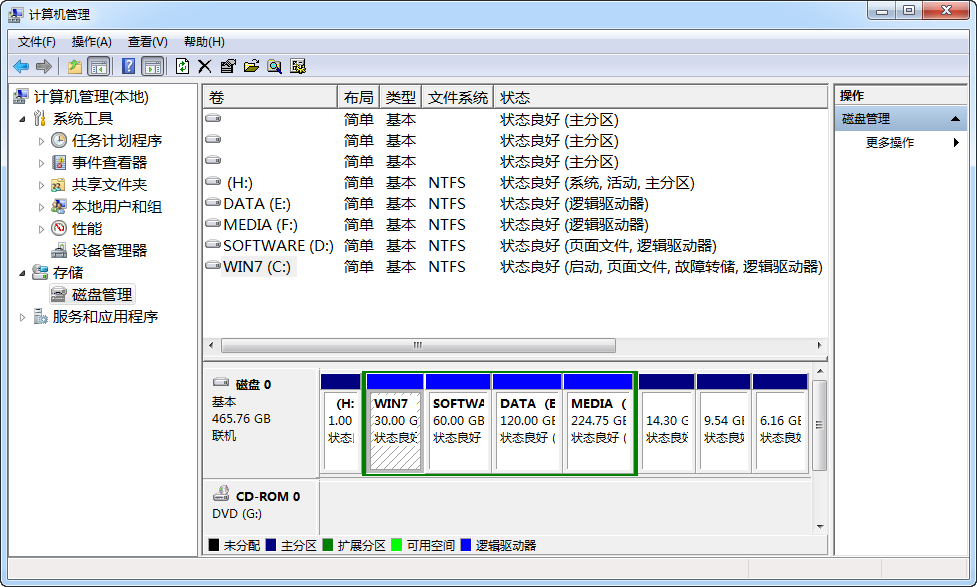 计算机管理
文件(F) 操作(A) 查看(V) 帮助(H)
计算机管理(本地)
系统工具
任务计划程序
事件查看器
共享文件夹
本地用户和组
性能
设备管理器
存储
磁盘管理
服务和应用程序
卷 布局 类型 文件系统 状态
简单 基本 状态良好 (主分区)
简单 基本 状态良好 (主分区)
简单 基本 状态良好 (主分区)
(H:) 简单 基本 NTFS 状态良好 (系统, 活动, 主分区)
DATA (E:) 简单 基本 NTFS 状态良好 (逻辑驱动器)
MEDIA (F:) 简单 基本 NTFS 状态良好 (逻辑驱动器)
SOFTWARE (D:) 简单 基本 NTFS 状态良好 (页面文件, 逻辑驱动器)
WIN7 (C:) 简单 基本 NTFS 状态良好 (启动, 页面文件, 故障转储, 逻辑驱动器)
操作
磁盘管理
更多操作
磁盘 0
基本
465.76 GB
联机
(H:
1.00
状态
WIN7
30.00 G
状态良好
SOFTWA
60.00 GB
状态良好
DATA (E
120.00 GE
状态良好 (
MEDIA (
224.75 GE
状态良好 (
14.30 G
状态良好
9.54 GE
状态良好
6.16 GE
状态良好
CD-ROM 0
DVD (G:)
未分配 主分区 扩展分区 可用空间 逻辑驱动器